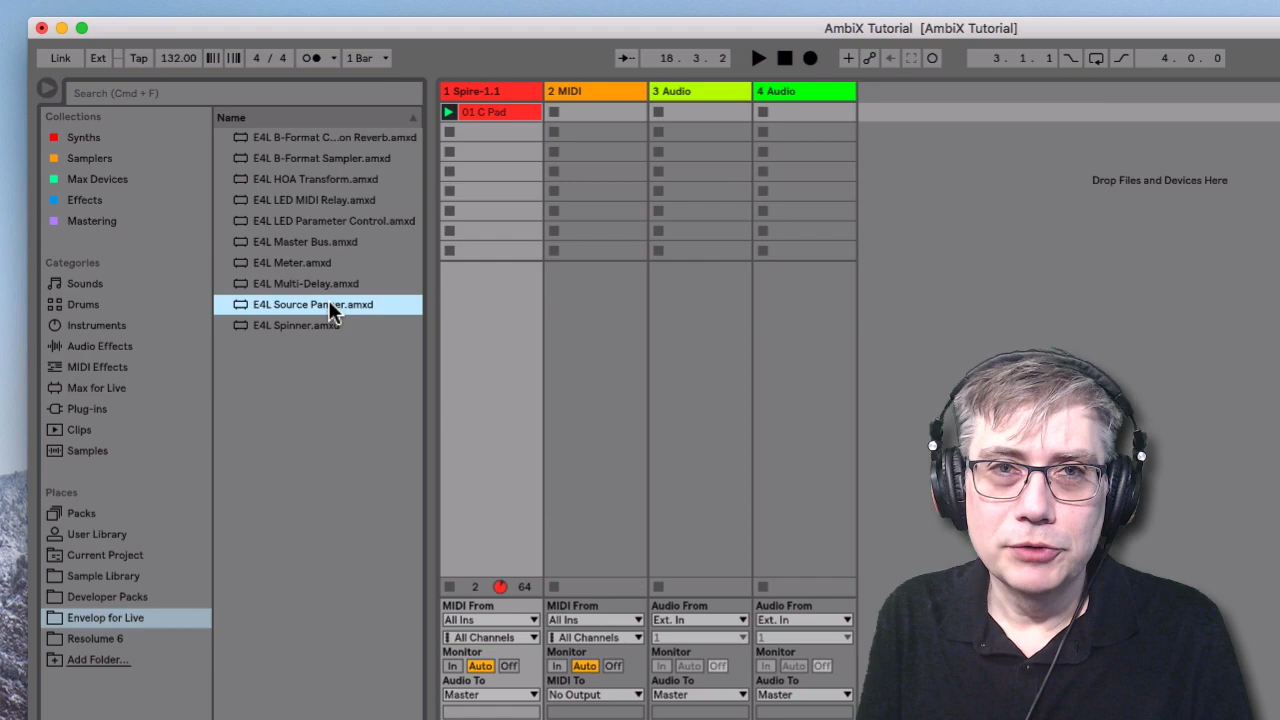 AmbiX Tutorial [AmbiX Tutorial]
Link Ext Tap 132.00 4 / 4 1 Bar 18. 3. 2 3. 1. 1 4. 0. 0
Search (Cmd + F)
Collections
Synths
Samplers
Max Devices
Effects
Mastering
Categories
Sounds
Drums
Instruments
Audio Effects
MIDI Effects
Max for Live
Plug-ins
Clips
Samples
Places
Packs
User Library
Current Project
Sample Library
Developer Packs
Envelop for Live
Resolume 6
Add Folder...
Name
E4L B-Format C...on Reverb.amxd
E4L B-Format Sampler.amxd
E4L HOA Transform.amxd
E4L LED MIDI Relay.amxd
E4L LED Parameter Control.amxd
E4L Master Bus.amxd
E4L Meter.amxd
E4L Multi-Delay.amxd
E4L Source Panner.amxd
E4L Spinner.amxd
1 Spire-1.1 2 MIDI 3 Audio 4 Audio
01 C Pad
Drop Files and Devices Here
2 64
MIDI From MIDI From Audio From Audio From
All Ins All Ins Ext. In Ext. In
All Channels All Channels 1 1
Monitor Monitor Monitor Monitor
In Auto Off In Auto Off In Auto Off In Auto Off
Audio To MIDI To Audio To Audio To
Master No Output Master Master